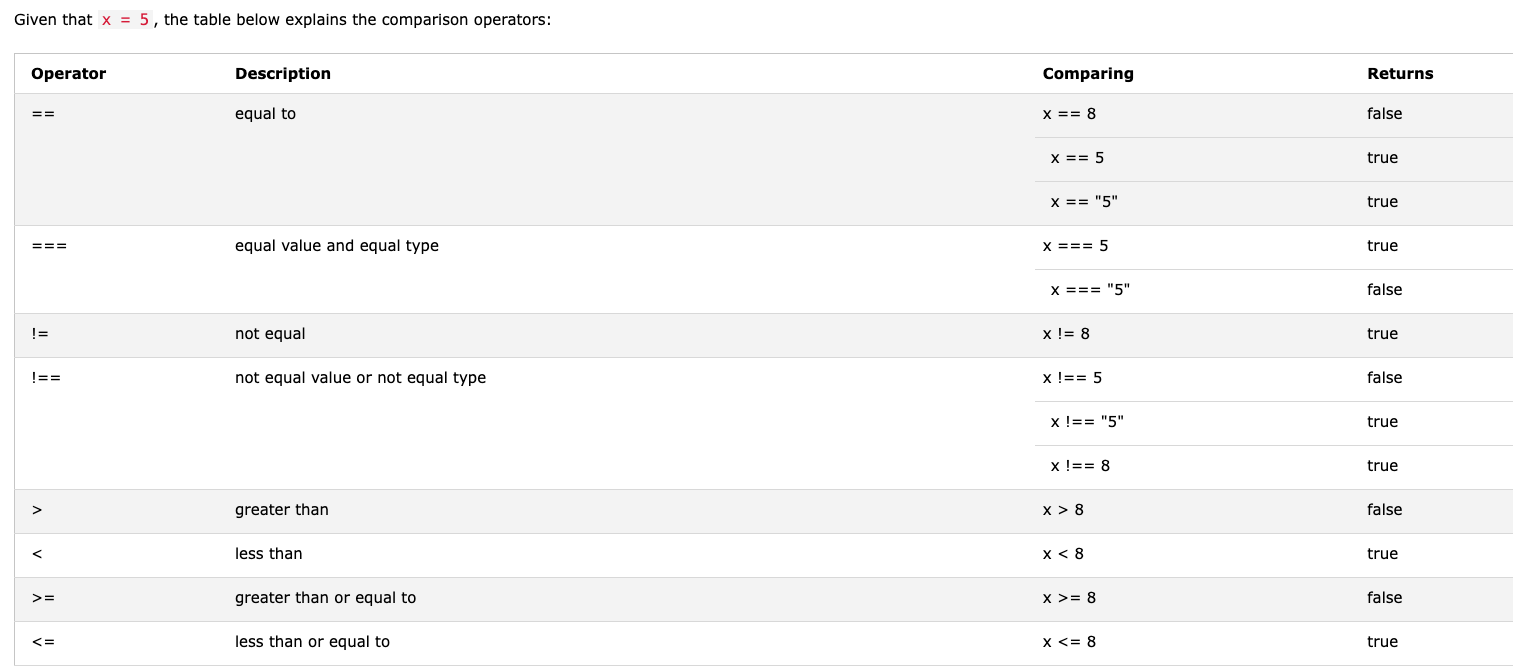 Given that x = 5, the table below explains the comparison operators:
Operator Description Comparing Returns
== equal to x == 8 false
x == 5 true
x == "5" true
=== equal value and equal type x === 5 true
x === "5" false
!= not equal x != 8 true
!== not equal value or not equal type x !== 5 false
x !== "5" true
x !== 8 true
> greater than x > 8 false
< less than x < 8 true
>= greater than or equal to x >= 8 false
<= less than or equal to x <= 8 true